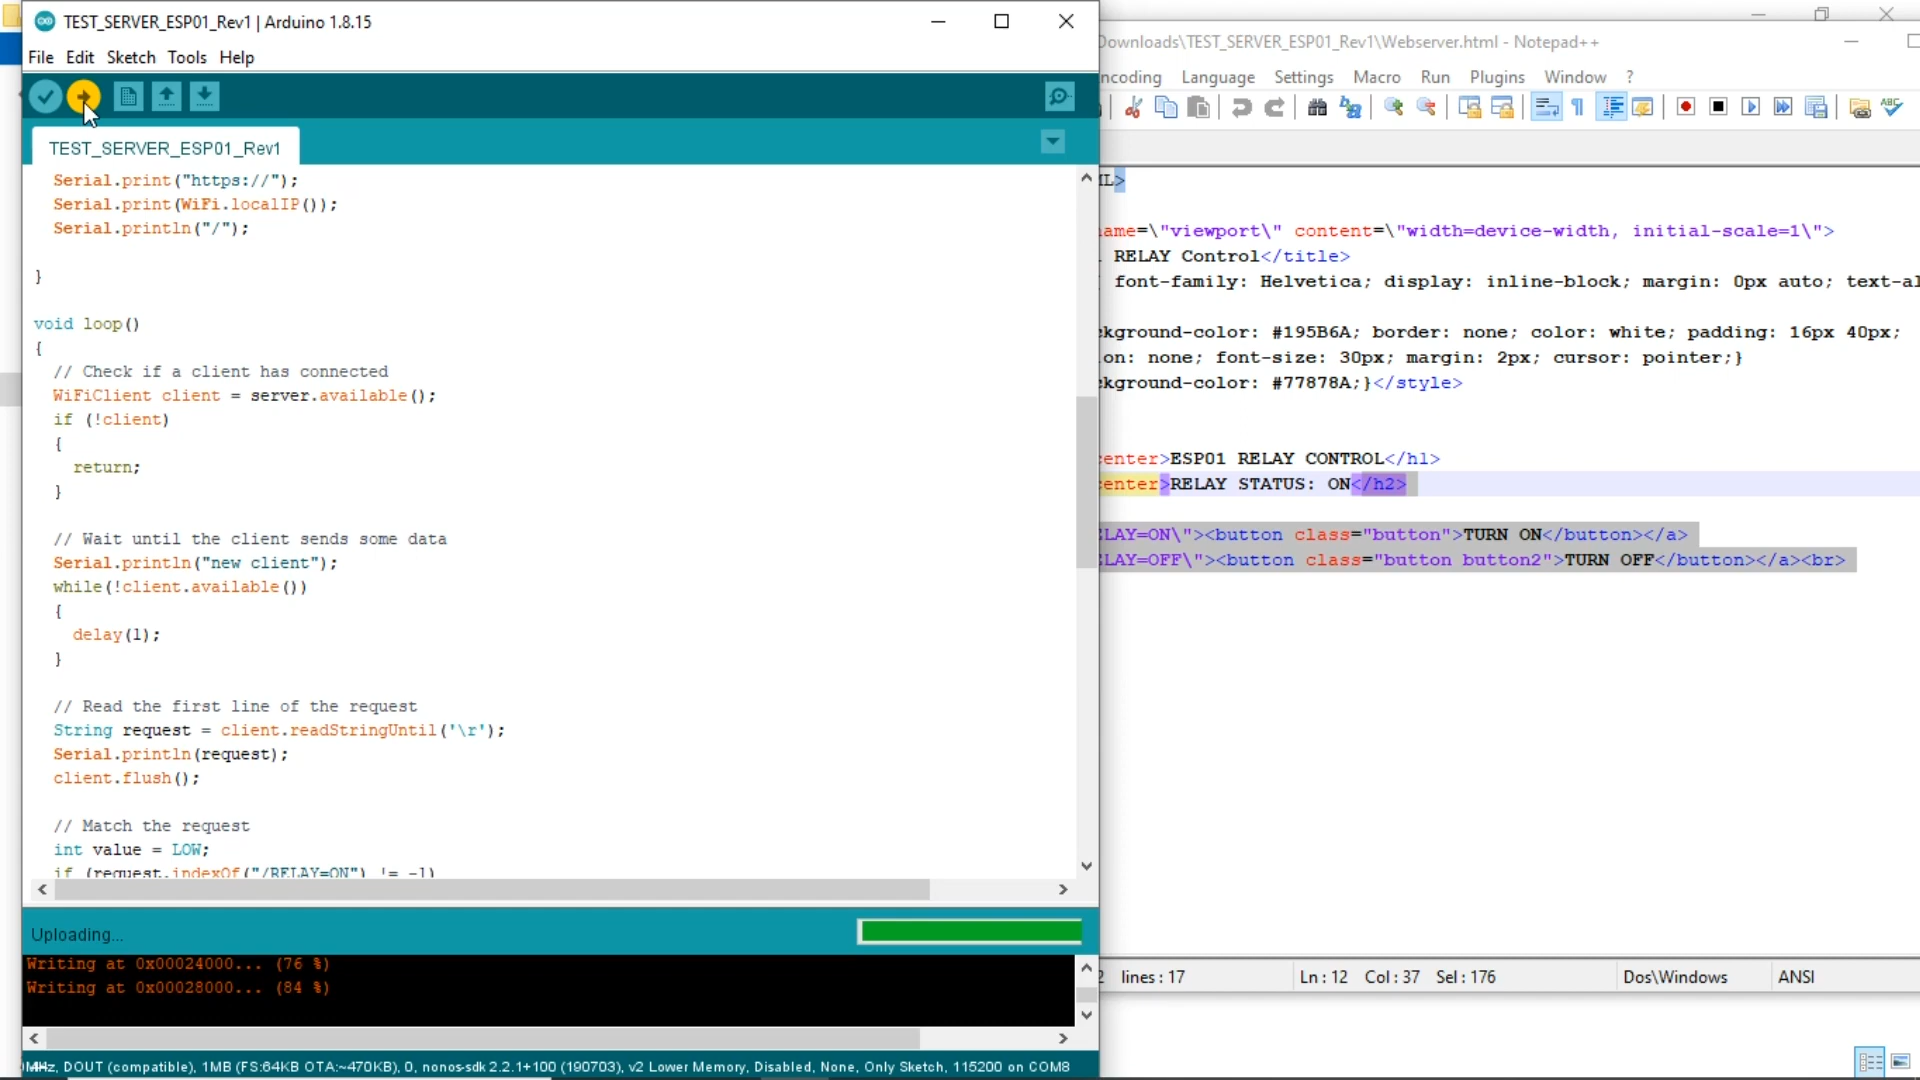 TEST_SERVER_ESP01_Rev1 | Arduino 1.8.15
File Edit Sketch Tools Help
TEST_SERVER_ESP01_Rev1
Serial.print("https://");
Serial.print(WiFi.localIP());
Serial.println("/");
}
void loop()
{
// Check if a client has connected
WiFiClient client = server.available();
if (!client)
{
return;
}
// Wait until the client sends some data
Serial.println("new client");
while(!client.available())
{
delay(1);
}
// Read the first line of the request
String request = client.readStringUntil('\r');
Serial.println(request);
client.flush();
// Match the request
int value = LOW;
if (request.indexOf("/RELAY=ON") != -1)
Uploading...
Writing at 0x00024000... (76 %)
Writing at 0x00028000... (84 %)
MHz, DOUT (compatible), 1MB (FS:64KB OTA:~470KB), 0, nonos-sdk 2.2.1+100 (190703), v2 Lower Memory, Disabled, None, Only Sketch, 115200 on COM8
Downloads\TEST_SERVER_ESP01_Rev1\Webserver.html - Notepad++
ncoding Language Settings Macro Run Plugins Window ?
ML>
ame=\"viewport\" content=\"width=device-width, initial-scale=1\">
RELAY Control</title>
{ font-family: Helvetica; display: inline-block; margin: 0px auto; text-al
ckground-color: #195B6A; border: none; color: white; padding: 16px 40px;
on: none; font-size: 30px; margin: 2px; cursor: pointer;}
ckground-color: #77878A;}</style>
center>ESP01 RELAY CONTROL</h1>
center>RELAY STATUS: ON</h2>
LAY=ON\"><button class="button">TURN ON</button></a>
LAY=OFF\"><button class="button button2">TURN OFF</button></a><br>
2 lines : 17 Ln : 12 Col : 37 Sel : 176 Dos\Windows ANSI